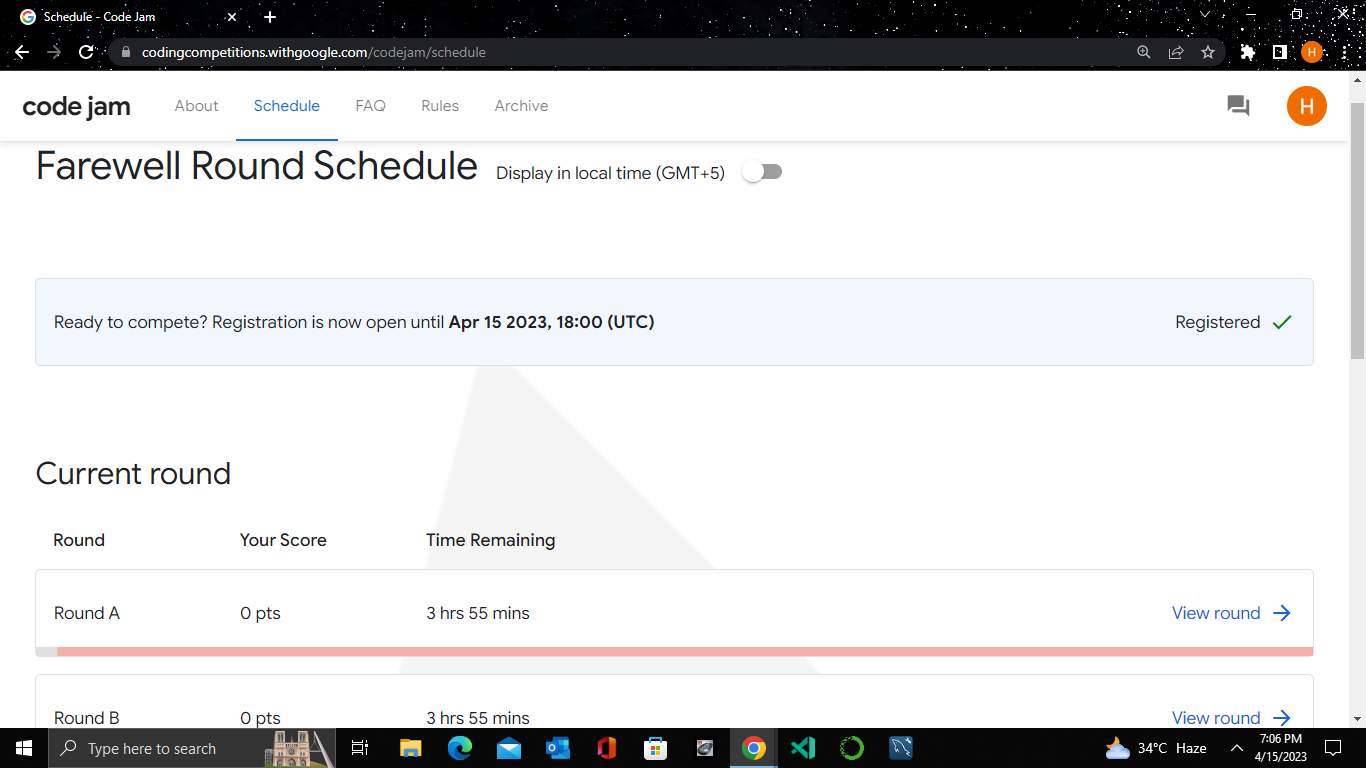 Schedule - Code Jam
codingcompetitions.withgoogle.com/codejam/schedule
H
code jam
About
Schedule
FAQ
Rules
Archive
H
Farewell Round Schedule
Display in local time (GMT+5)
Ready to compete? Registration is now open until Apr 15 2023, 18:00 (UTC)
Registered
Current round
Round
Your Score
Time Remaining
Round A
0 pts
3 hrs 55 mins
View round
Round B
0 pts
3 hrs 55 mins
View round
Type here to search
34°C Haze
7:06 PM
4/15/2023